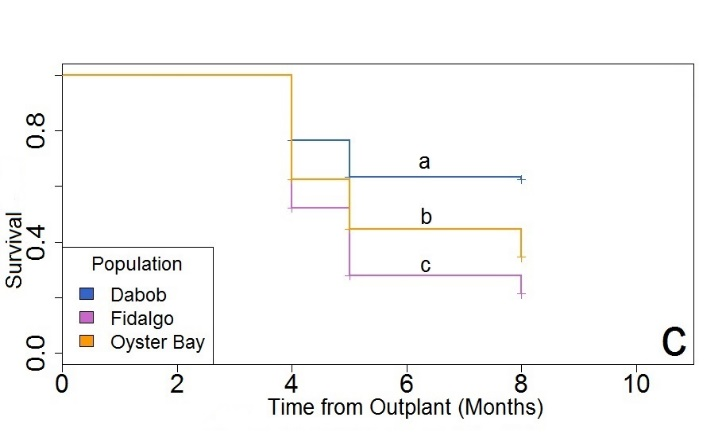 0.8
a
b
0.4
c
Survival
Population
Dabob
Fidalgo
Oyster Bay
0.0
C
0 2 4 6 8 10
Time from Outplant (Months)